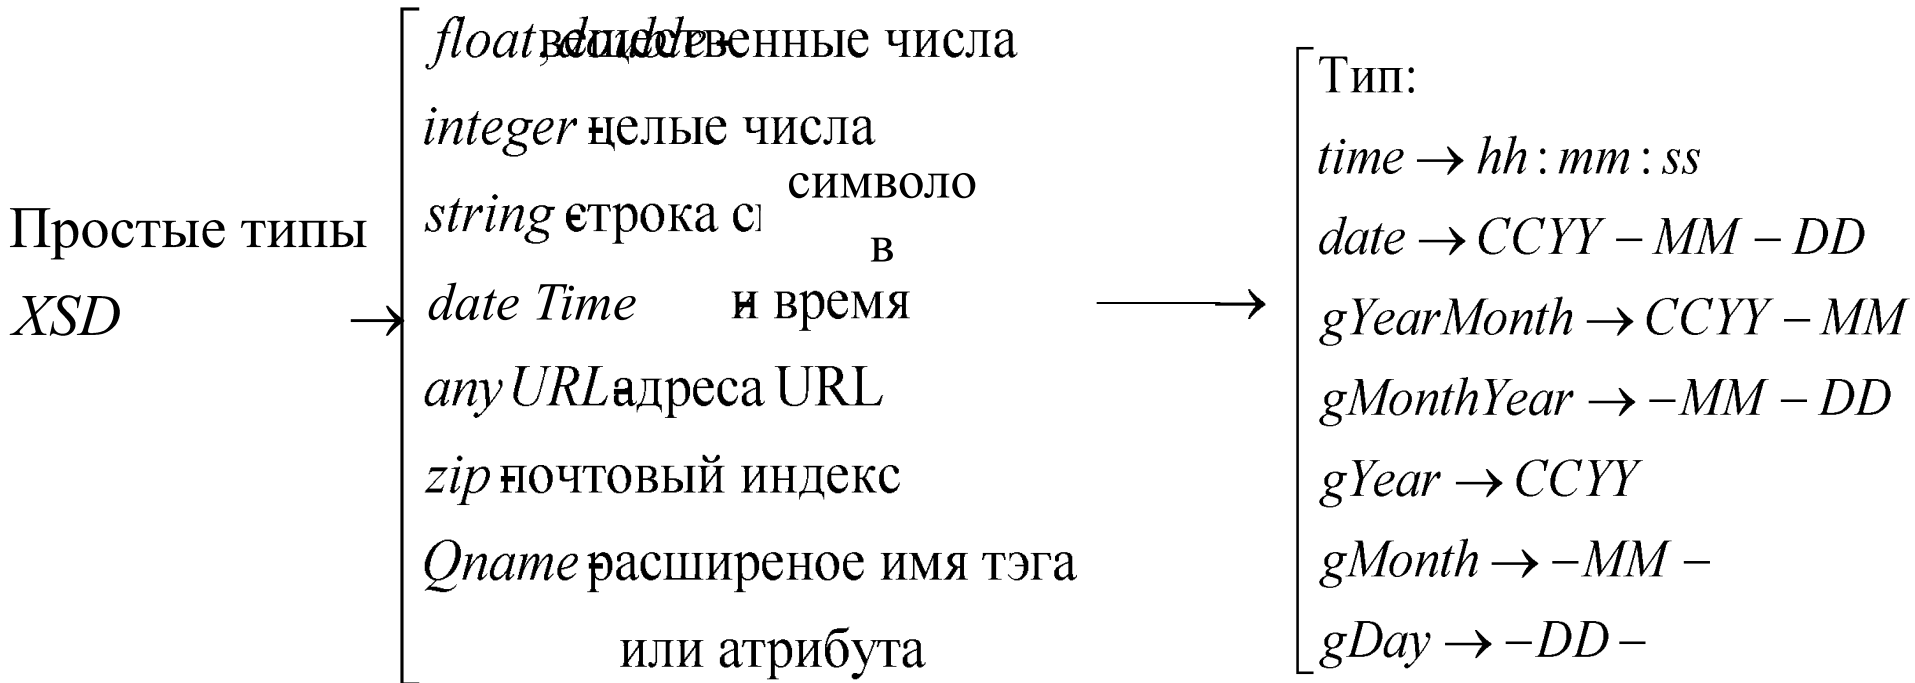 Простые типы
XSD →
float, double - вещественные числа
integer - целые числа
string - строка символов
date Time - и время
any URL - адреса URL
zip - почтовый индекс
Qname - расширеное имя тэга
или атрибута
→
Тип:
time → hh : mm : ss
date → CCYY – MM – DD
gYearMonth → CCYY – MM
gMonthYear → –MM – DD
gYear → CCYY
gMonth → –MM –
gDay → –DD –